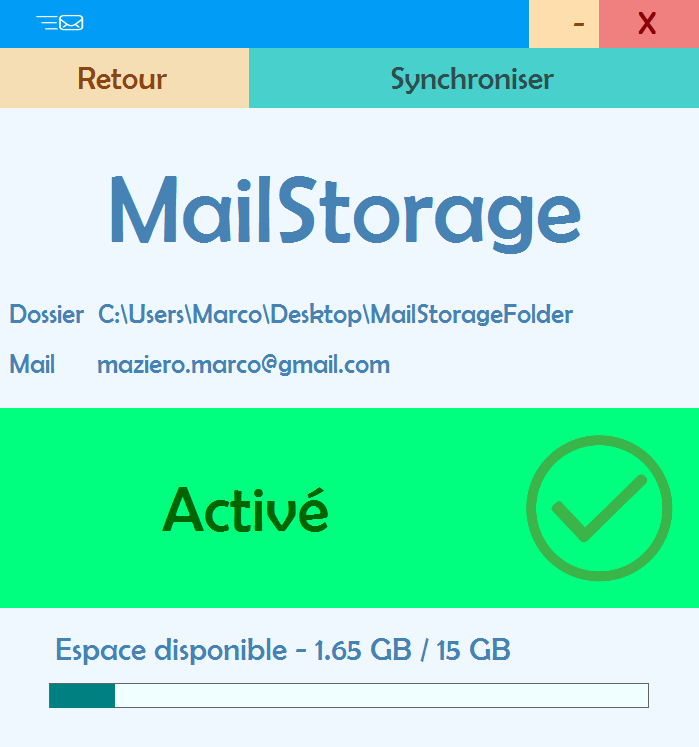 - X
Retour Synchroniser
MailStorage
Dossier C:\Users\Marco\Desktop\MailStorageFolder
Mail maziero.marco@gmail.com
Activé
Espace disponible - 1.65 GB / 15 GB